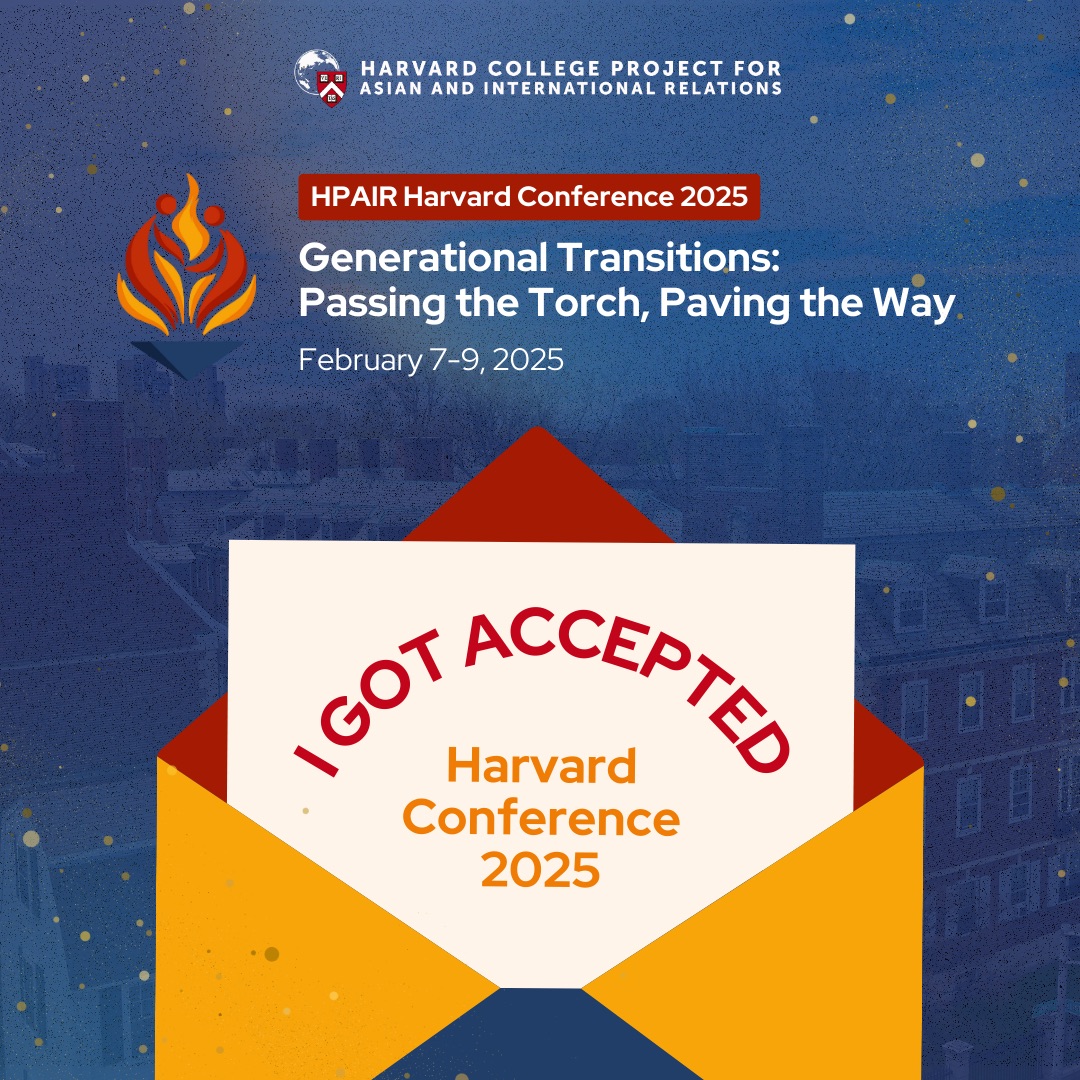 HARVARD COLLEGE PROJECT FOR
ASIAN AND INTERNATIONAL RELATIONS
HPAIR Harvard Conference 2025
Generational Transitions:
Passing the Torch, Paving the Way
February 7-9, 2025
I GOT ACCEPTED
Harvard
Conference
2025